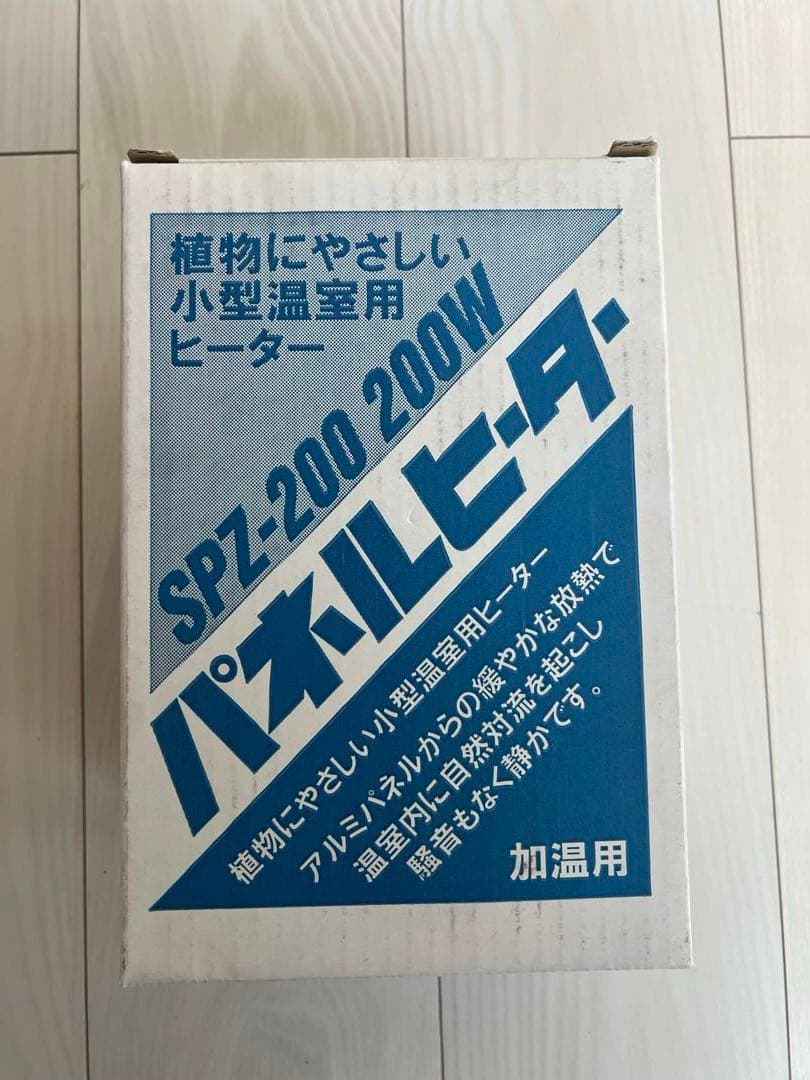 植物にやさしい
小型温室用
ヒーター
SPZ-200 200W
パネルヒーター
植物にやさしい小型温室用ヒーター
アルミパネルからの緩やかな放熱で
温室内に自然対流を起こし
騒音もなく静かです。
加温用